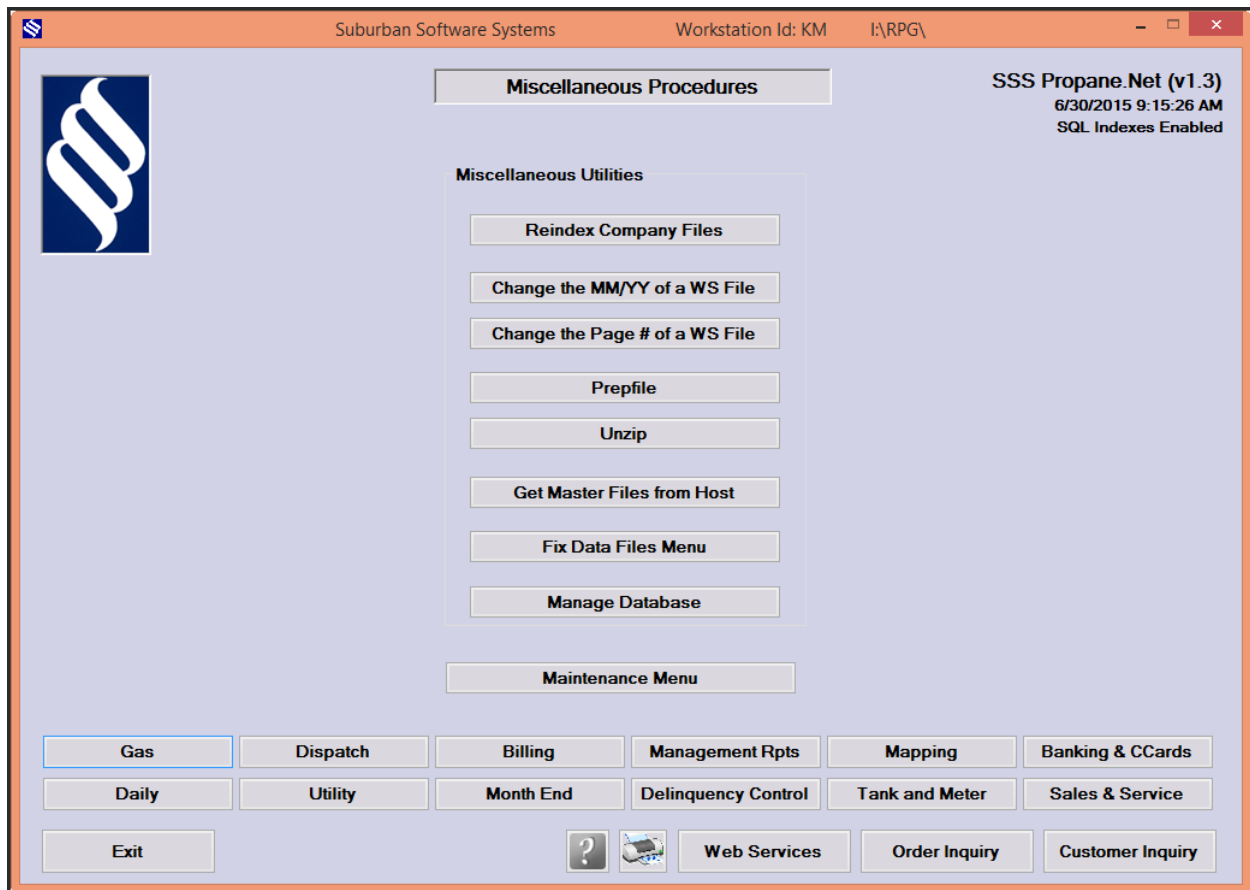 Suburban Software Systems Workstation Id: KM I:\RPG\
Miscellaneous Procedures
SSS Propane.Net (v1.3)
6/30/2015 9:15:26 AM
SQL Indexes Enabled
Miscellaneous Utilities
Reindex Company Files
Change the MM/YY of a WS File
Change the Page # of a WS File
Prepfile
Unzip
Get Master Files from Host
Fix Data Files Menu
Manage Database
Maintenance Menu
Gas Dispatch Billing Management Rpts Mapping Banking & CCards
Daily Utility Month End Delinquency Control Tank and Meter Sales & Service
Exit ? Web Services Order Inquiry Customer Inquiry